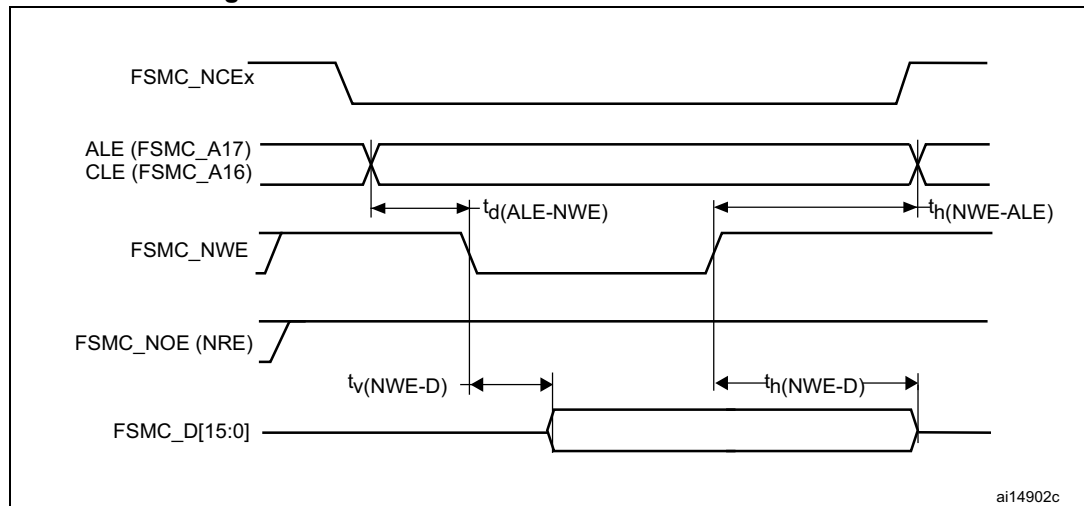 FSMC_NCEx
ALE (FSMC_A17)
CLE (FSMC_A16)
td(ALE-NWE)
th(NWE-ALE)
FSMC_NWE
FSMC_NOE (NRE)
tv(NWE-D)
th(NWE-D)
FSMC_D[15:0]
ai14902c